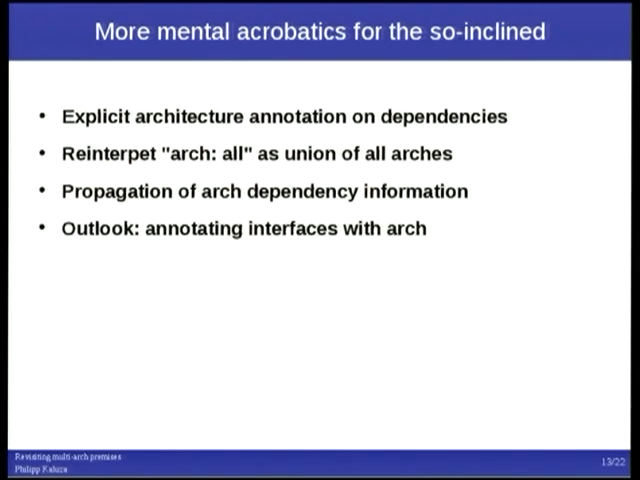 More mental acrobatics for the so-inclined
• Explicit architecture annotation on dependencies
• Reinterpet "arch: all" as union of all arches
• Propagation of arch dependency information
• Outlook: annotating interfaces with arch
Revisiting multi-arch premises
Philipp Kaluza
13/22